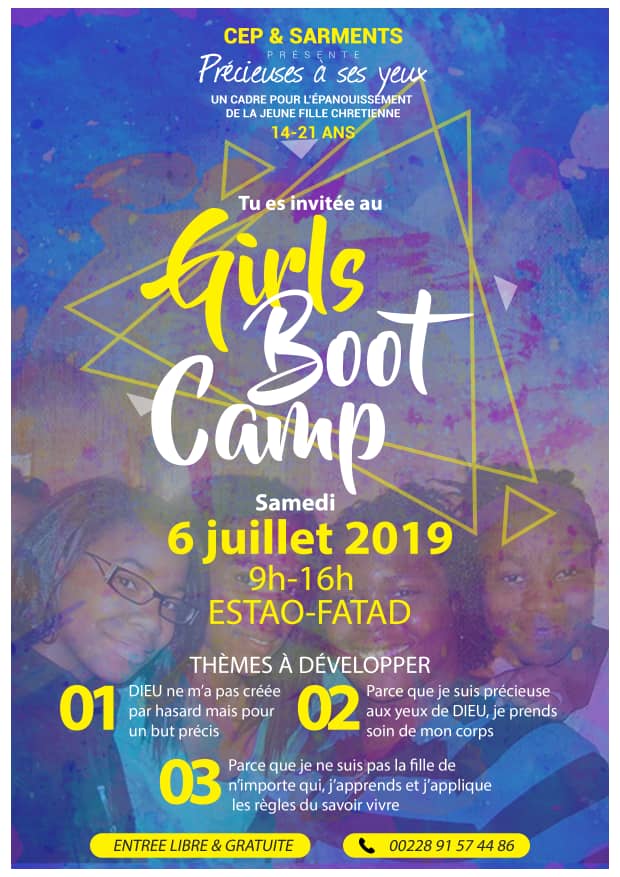 CEP & SARMENTS
PRÉSENTE
Précieuses à ses yeux
UN CADRE POUR L'ÉPANOUISSÉMENT
DE LA JEUNE FILLE CHRETIENNE
14-21 ANS
Tu es invitée au
Girls
Boot
Camp
Samedi
6 juillet 2019
9h-16h
ESTAO-FATAD
THÈMES À DÉVELOPPER
01
DIEU ne m'a pas créée
par hasard mais pour
un but précis
02
Parce que je suis précieuse
aux yeux de DIEU, je prends
soin de mon corps
03
Parce que je ne suis pas la fille de
n'importe qui, j'apprends et j'applique
les règles du savoir vivre
ENTREE LIBRE & GRATUITE
00228 91 57 44 86